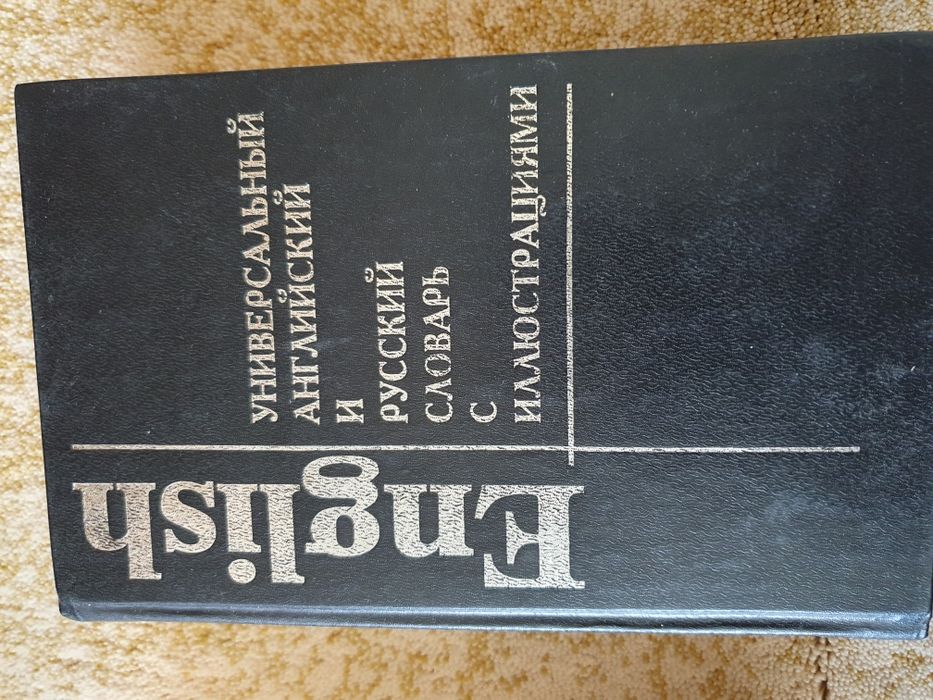 English
УНИВЕРСАЛЬНЫЙ
АНГЛИЙСКИЙ
И
РУССКИЙ
СЛОВАРЬ
С
ИЛЛЮСТРАЦИЯМИ